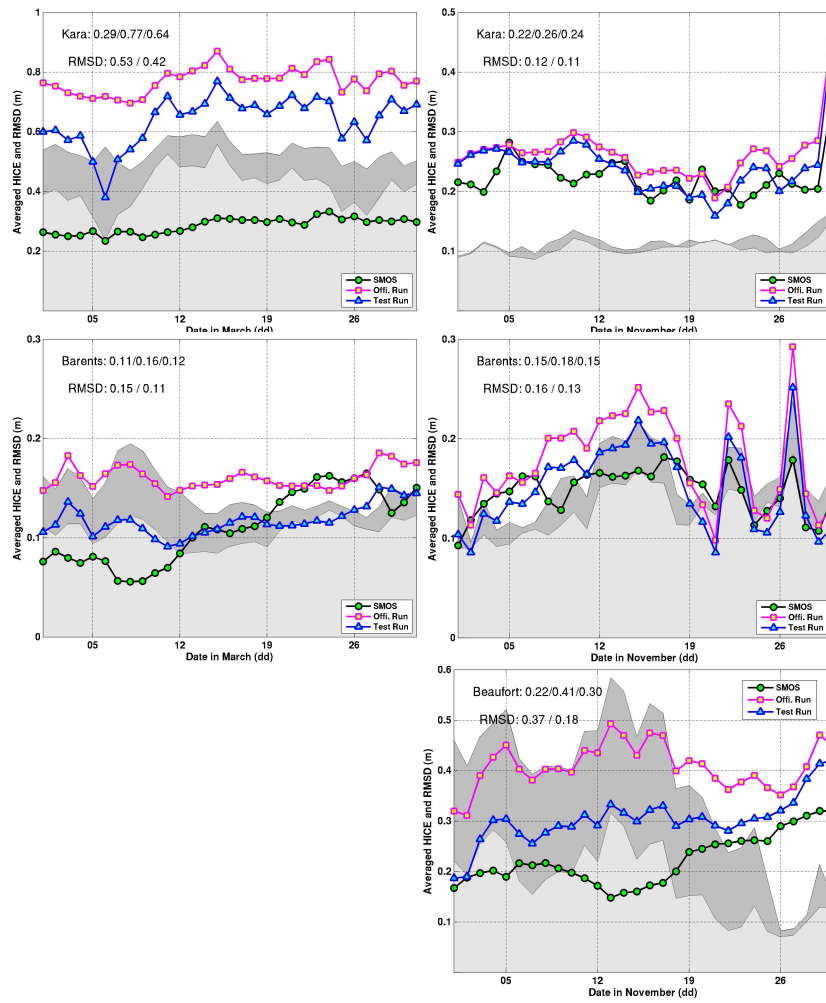 1
0.8
0.6
0.4
0.2
Averaged HICE and RMSD (m)
Kara: 0.29/0.77/0.64
RMSD: 0.53 / 0.42
SMOS
Offi. Run
Test Run
05
12
19
26
Date in March (dd)
0.5
0.4
0.3
0.2
0.1
Averaged HICE and RMSD (m)
Kara: 0.22/0.26/0.24
RMSD: 0.12 / 0.11
SMOS
Offi. Run
Test Run
05
12
19
26
Date in November (dd)
0.3
0.2
0.1
0
Averaged HICE and RMSD (m)
Barents: 0.11/0.16/0.12
RMSD: 0.15 / 0.11
SMOS
Offi. Run
Test Run
05
12
19
26
Date in March (dd)
0.3
0.2
0.1
0
Averaged HICE and RMSD (m)
Barents: 0.15/0.18/0.15
RMSD: 0.16 / 0.13
SMOS
Offi. Run
Test Run
05
12
19
26
Date in November (dd)
0.6
0.5
0.4
0.3
0.2
0.1
Averaged HICE and RMSD (m)
Beaufort: 0.22/0.41/0.30
RMSD: 0.37 / 0.18
SMOS
Offi. Run
Test Run
05
12
19
26
Date in November (dd)